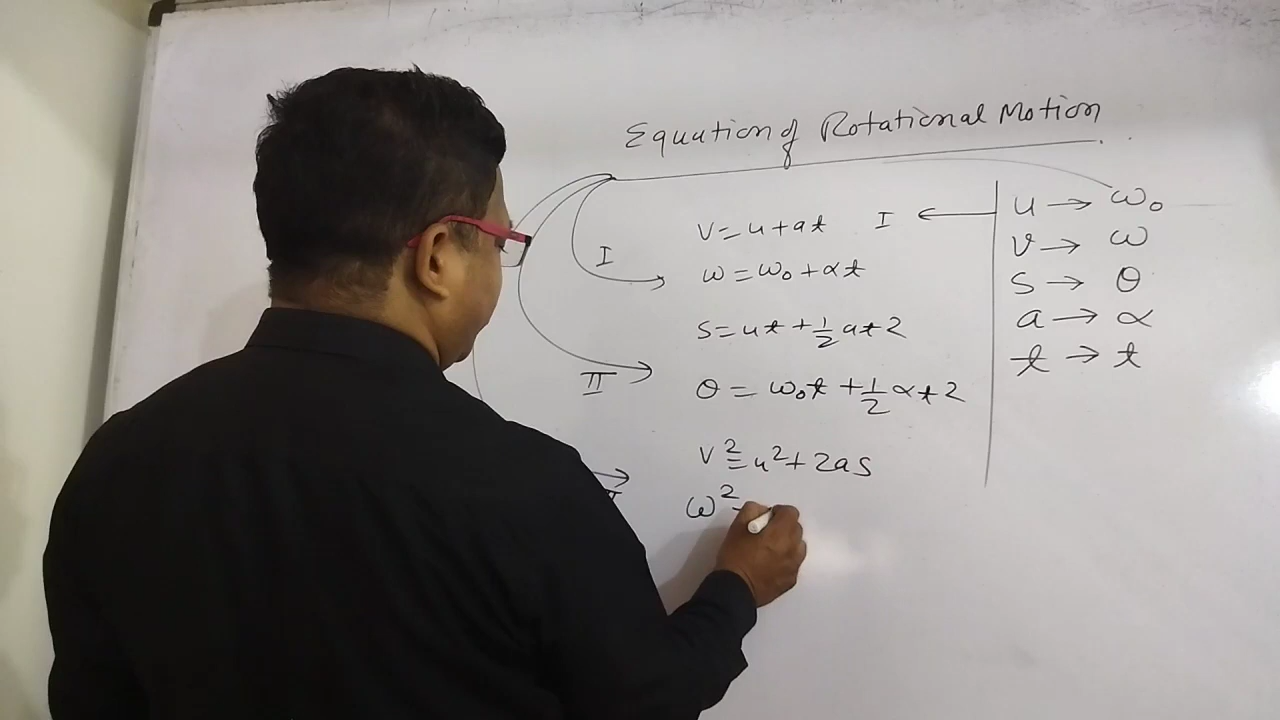 Equation of Rotational Motion
I
v = u + at I ←
ω = ω₀ + αt
s = ut + 1/2 at2
II
θ = ω₀t + 1/2 αt2
v² = u² + 2as
ω²
u → ω₀
v → ω
s → θ
a → α
t → t